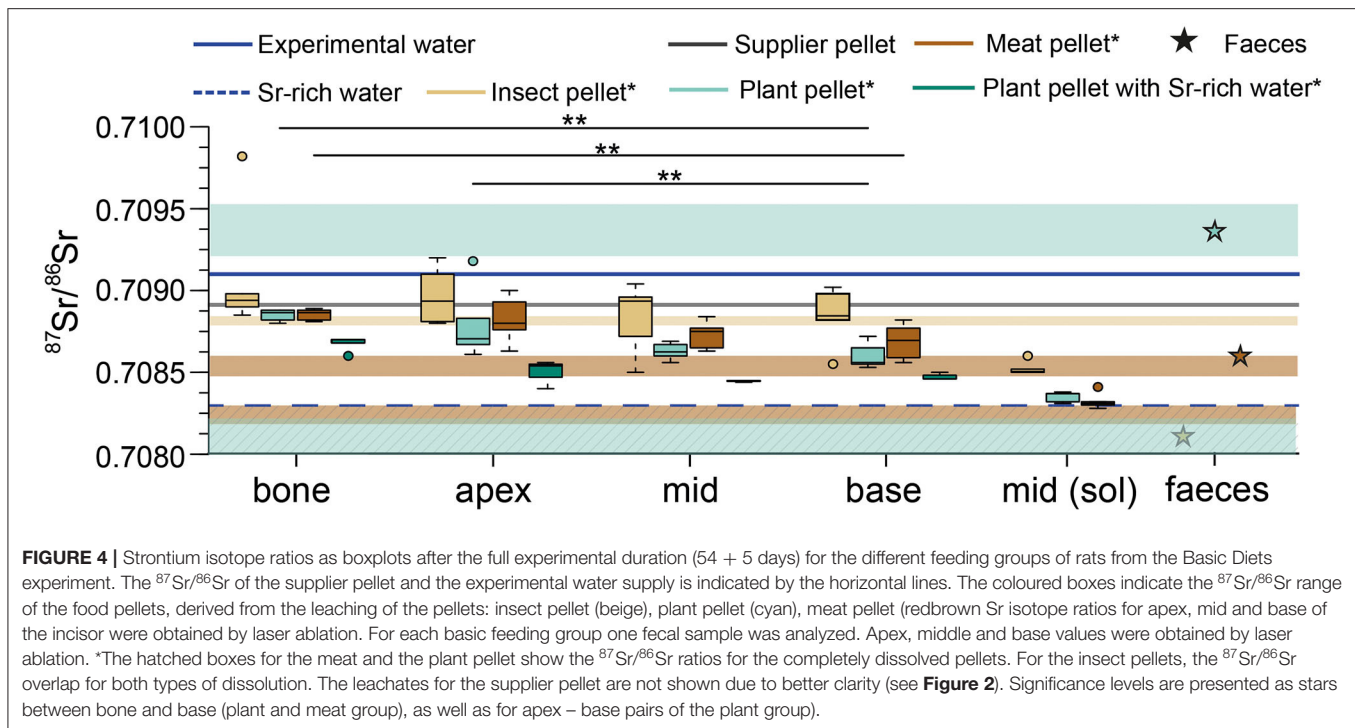 Experimental water Supplier pellet Meat pellet* Faeces
Sr-rich water Insect pellet* Plant pellet* Plant pellet with Sr-rich water*
0.7100
0.7095
0.7090
0.7085
0.7080
⁸⁷Sr/⁸⁶Sr
**
**
**
bone apex mid base mid (sol) faeces
FIGURE 4 | Strontium isotope ratios as boxplots after the full experimental duration (54 + 5 days) for the different feeding groups of rats from the Basic Diets
experiment. The ⁸⁷Sr/⁸⁶Sr of the supplier pellet and the experimental water supply is indicated by the horizontal lines. The coloured boxes indicate the ⁸⁷Sr/⁸⁶Sr range
of the food pellets, derived from the leaching of the pellets: insect pellet (beige), plant pellet (cyan), meat pellet (redbrown Sr isotope ratios for apex, mid and base of
the incisor were obtained by laser ablation. For each basic feeding group one fecal sample was analyzed. Apex, middle and base values were obtained by laser
ablation. *The hatched boxes for the meat and the plant pellet show the ⁸⁷Sr/⁸⁶Sr ratios for the completely dissolved pellets. For the insect pellets, the ⁸⁷Sr/⁸⁶Sr
overlap for both types of dissolution. The leachates for the supplier pellet are not shown due to better clarity (see Figure 2). Significance levels are presented as stars
between bone and base (plant and meat group), as well as for apex – base pairs of the plant group).